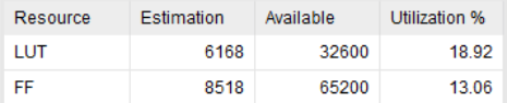 Resource Estimation Available Utilization %
LUT 6168 32600 18.92
FF 8518 65200 13.06